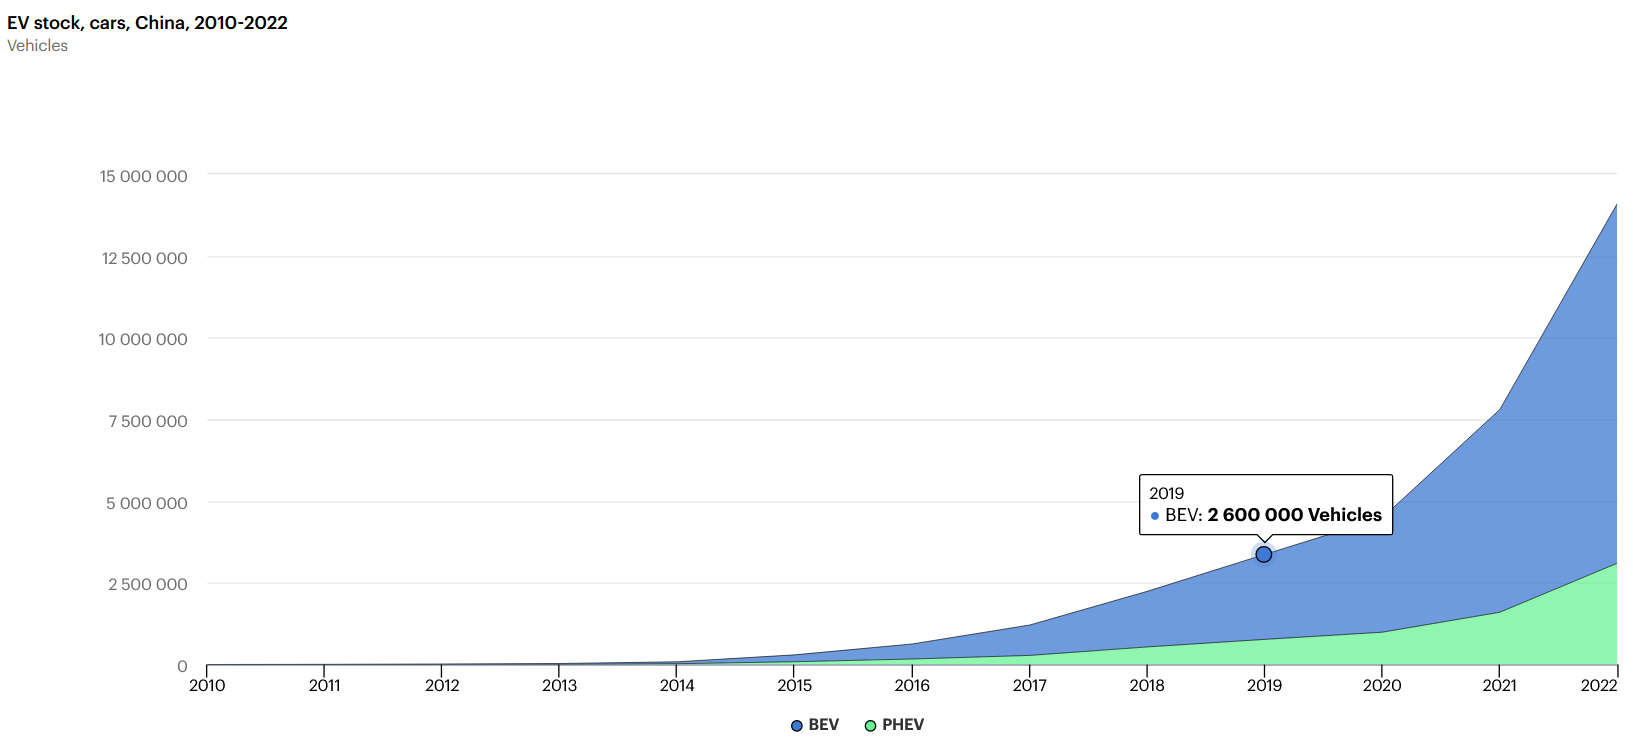 EV stock, cars, China, 2010-2022
Vehicles
15 000 000
12 500 000
10 000 000
7 500 000
5 000 000
2 500 000
0
2019
BEV: 2 600 000 Vehicles
2010 2011 2012 2013 2014 2015 2016 2017 2018 2019 2020 2021 2022
BEV PHEV